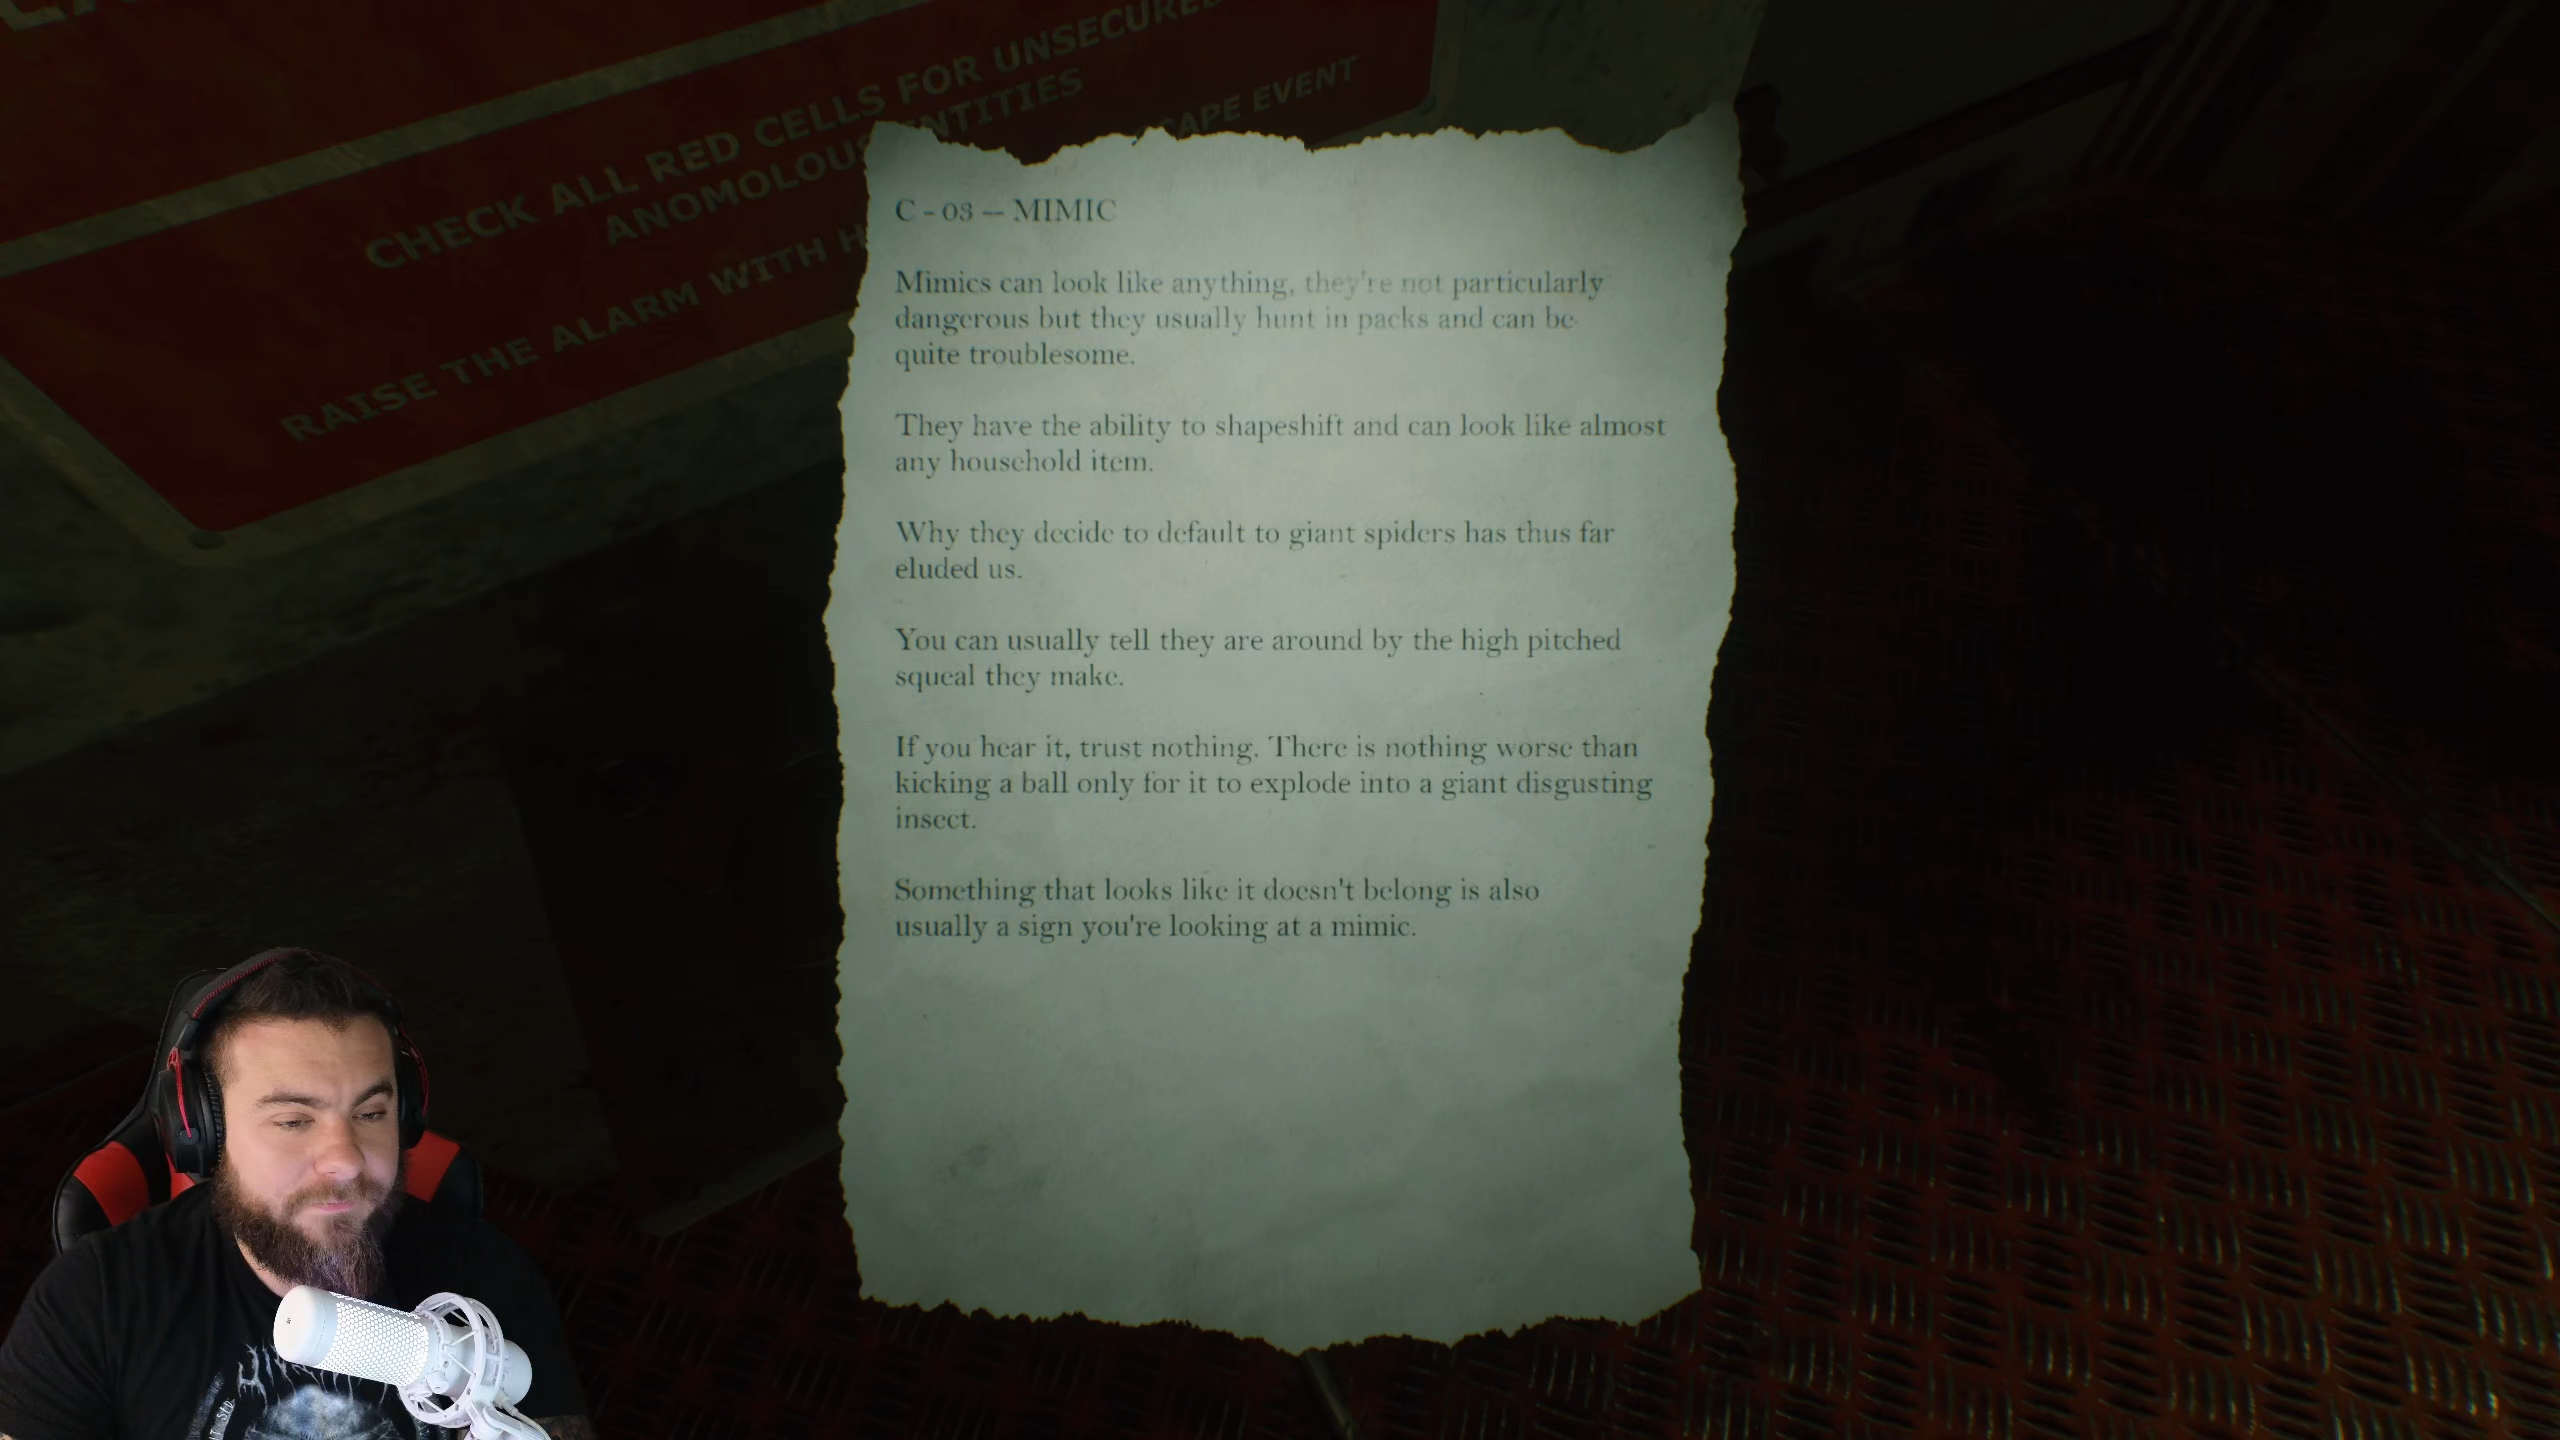 CHECK ALL RED CELLS FOR UNSECURED
ANOMOLOUS ENTITIES
RAISE THE ALARM WITH
EVENT
C - 03 – MIMIC
Mimics can look like anything, they're not particularly
dangerous but they usually hunt in packs and can be
quite troublesome.
They have the ability to shapeshift and can look like almost
any household item.
Why they decide to default to giant spiders has thus far
eluded us.
You can usually tell they are around by the high pitched
squeal they make.
If you hear it, trust nothing. There is nothing worse than
kicking a ball only for it to explode into a giant disgusting
insect.
Something that looks like it doesn't belong is also
usually a sign you're looking at a mimic.